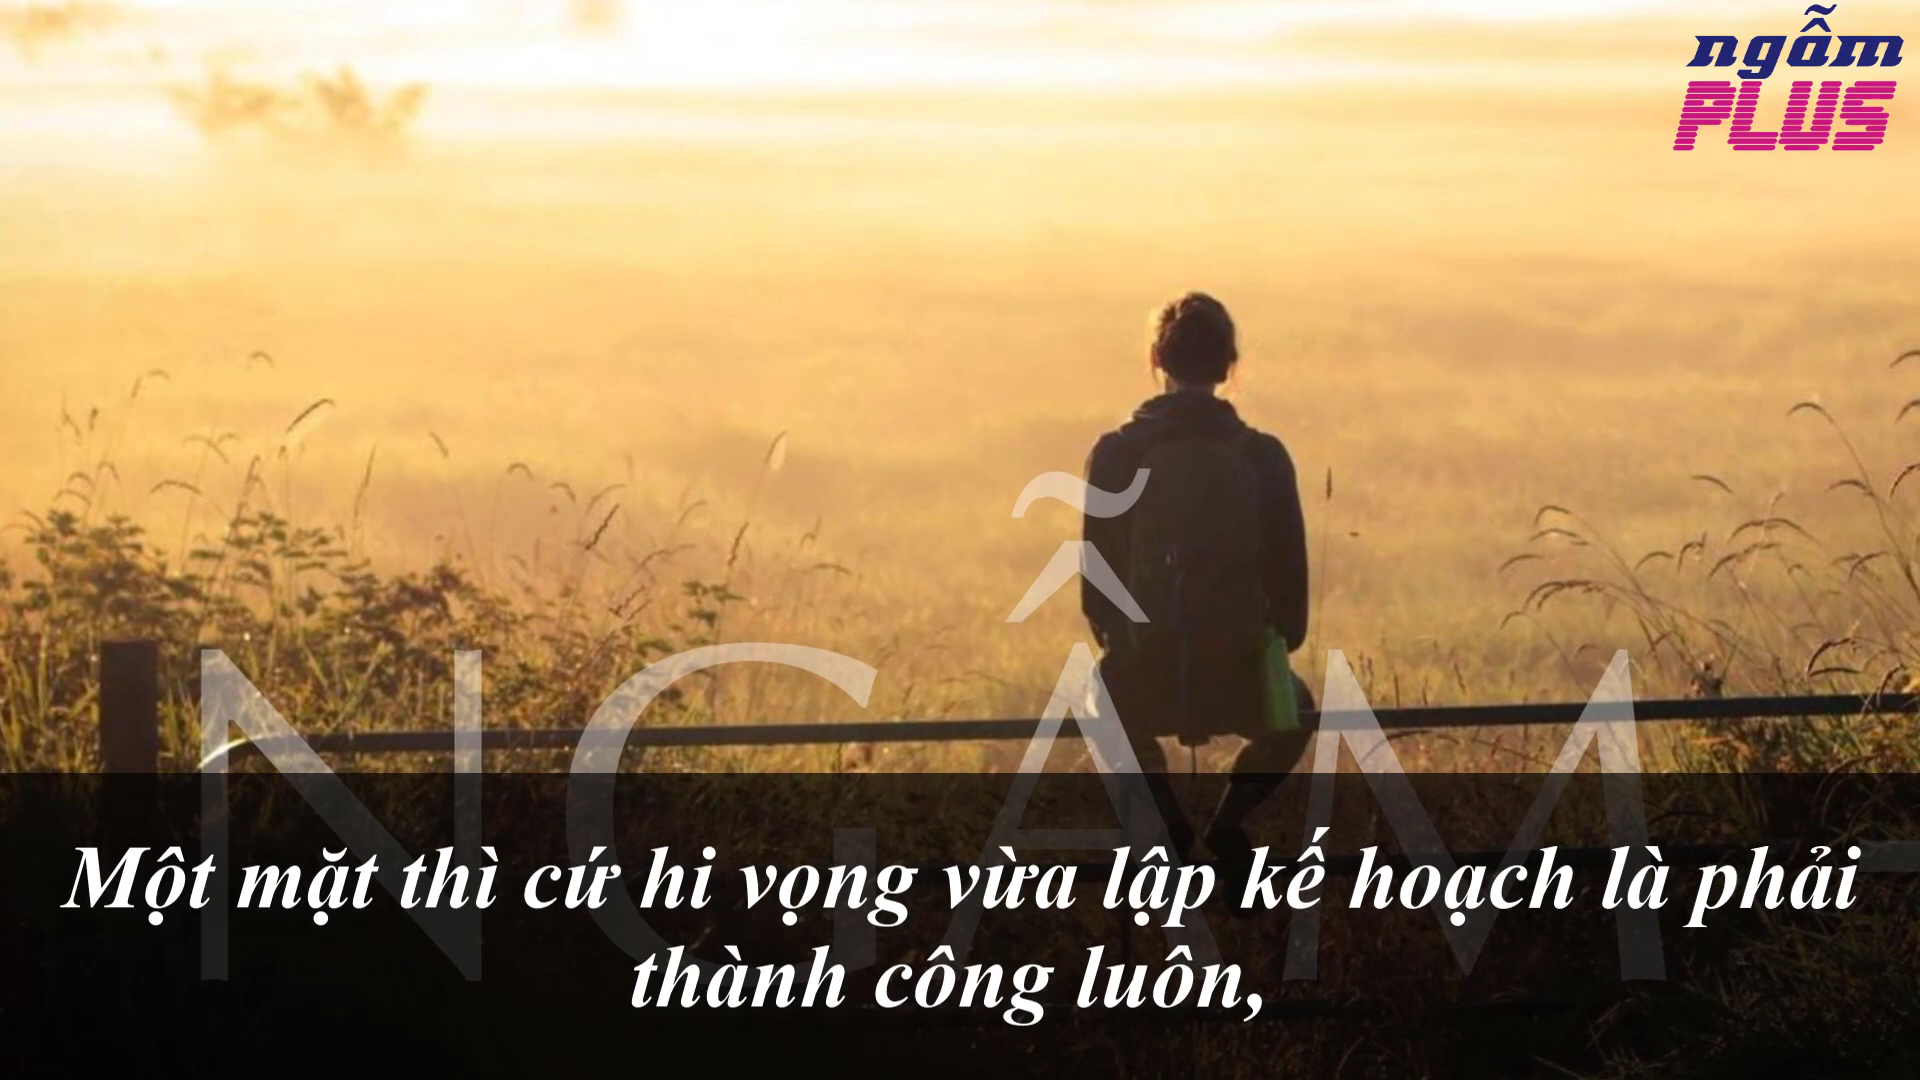 ngẫm
PLUS
NGẪM
Một mặt thì cứ hi vọng vừa lập kế hoạch là phải
thành công luôn,